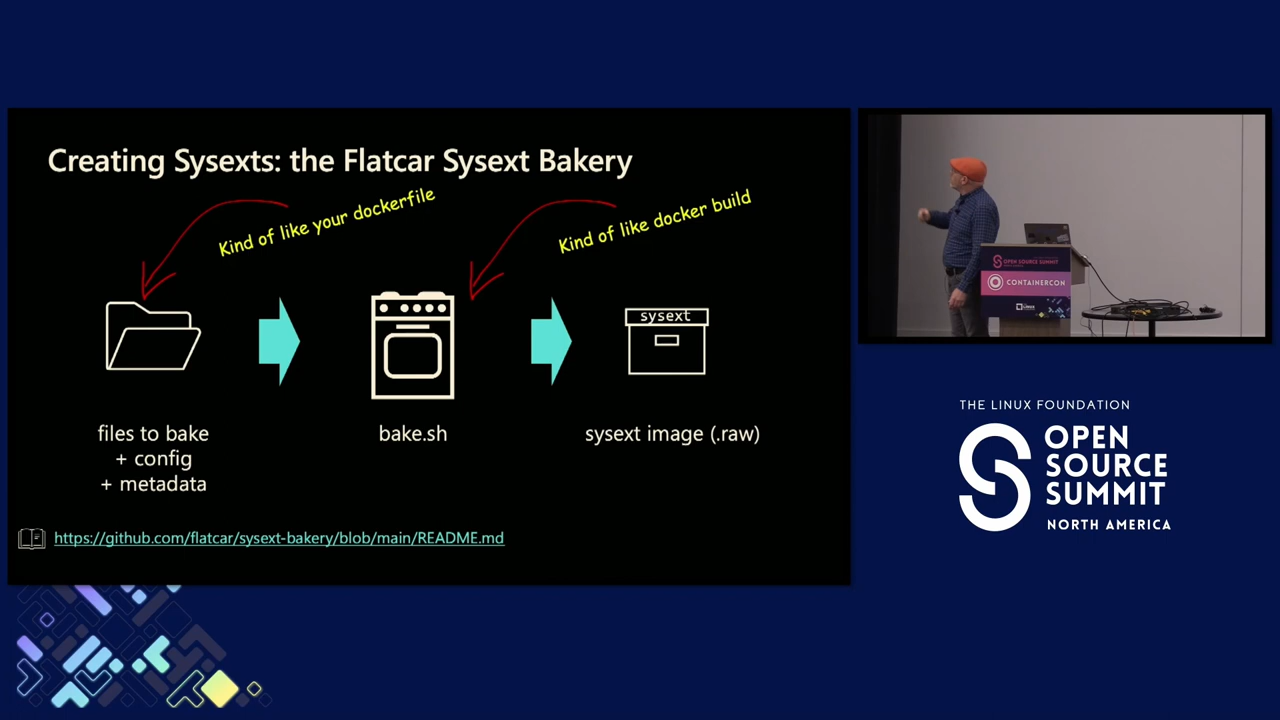 Creating Sysexts: the Flatcar Sysext Bakery
Kind of like your dockerfile
Kind of like docker build
sysext
files to bake
+ config
+ metadata
bake.sh
sysext image (.raw)
https://github.com/flatcar/sysext-bakery/blob/main/README.md
OPEN SOURCE SUMMIT
CONTAINERCON
THE LINUX FOUNDATION
OPEN
SOURCE
SUMMIT
NORTH AMERICA